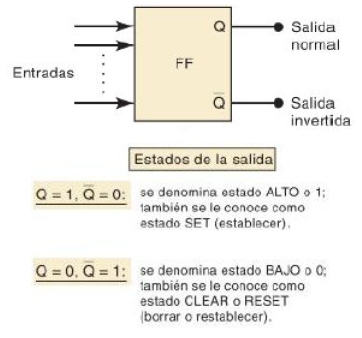 Q
Salida
normal
Entradas
FF
Q̅
Salida
invertida
Estados de la salida
Q = 1, Q̅ = 0:
se denomina estado ALTO o 1;
también se le conoce como
estado SET (establecer).
Q = 0, Q̅ = 1:
se denomina estado BAJO o 0;
también se le conoce como
estado CLEAR o RESET
(borrar o restablecer).